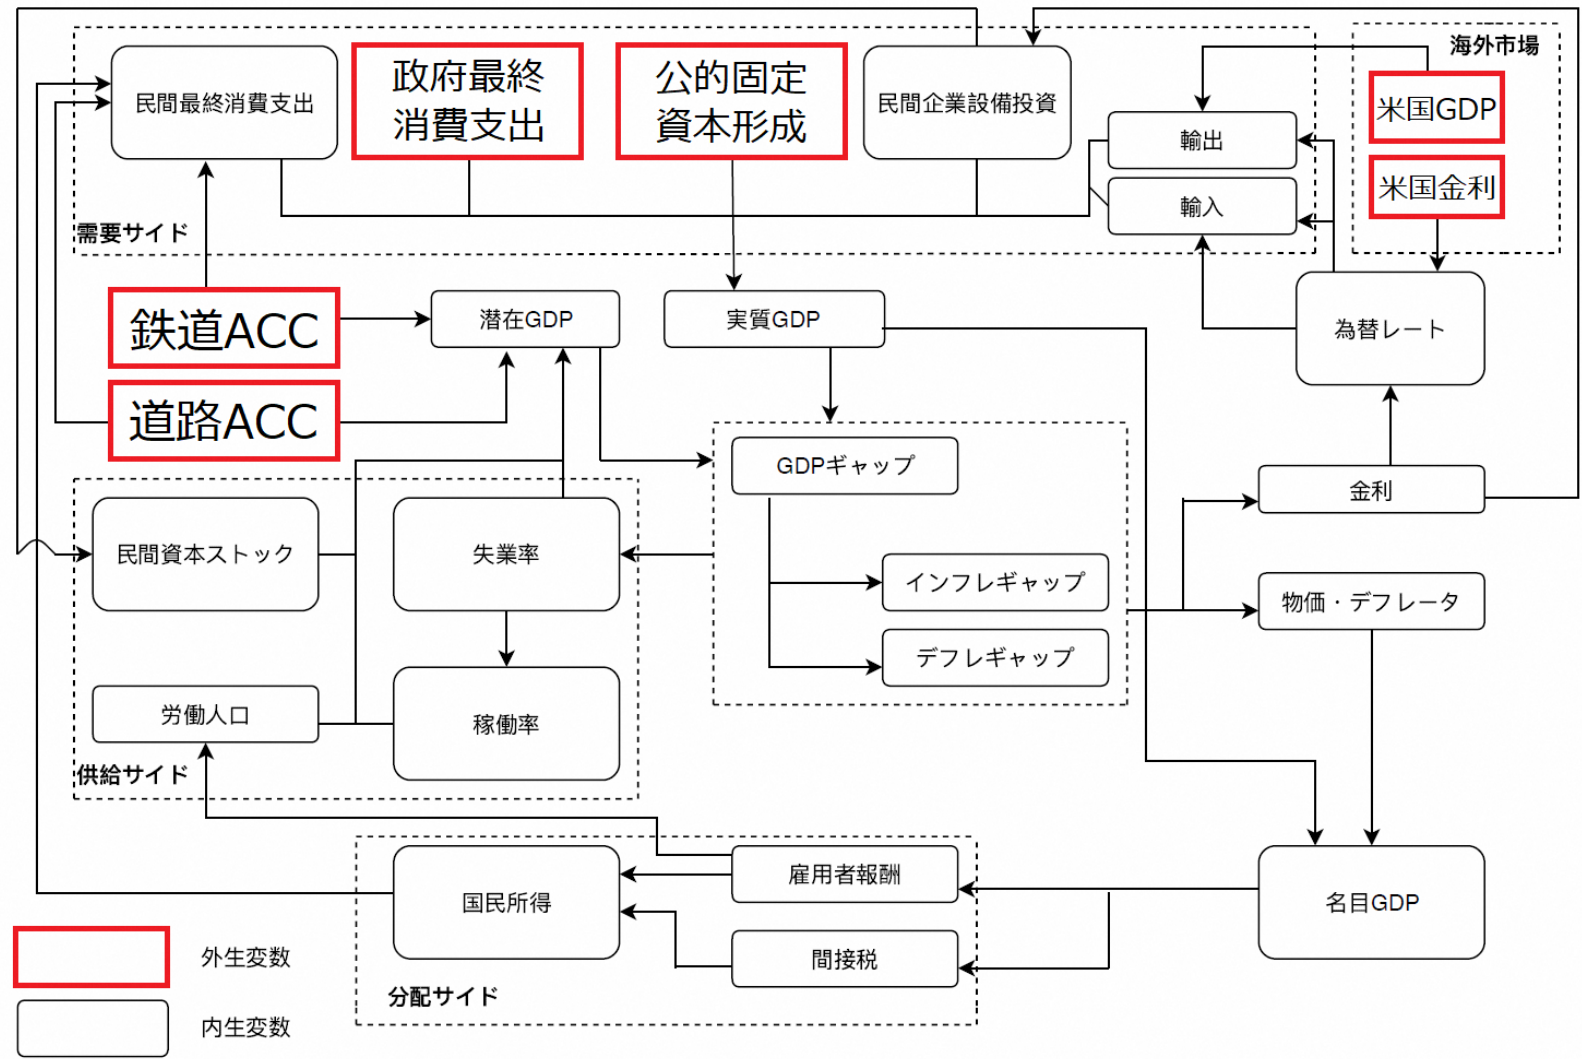 海外市場
民間最終消費支出
政府最終
消費支出
公的固定
資本形成
民間企業設備投資
輸出
輸入
米国GDP
米国金利
需要サイド
鉄道ACC
道路ACC
潜在GDP
実質GDP
為替レート
GDPギャップ
インフレギャップ
デフレギャップ
金利
物価・デフレータ
民間資本ストック
失業率
労働人口
稼働率
供給サイド
国民所得
雇用者報酬
間接税
名目GDP
分配サイド
外生変数
内生変数